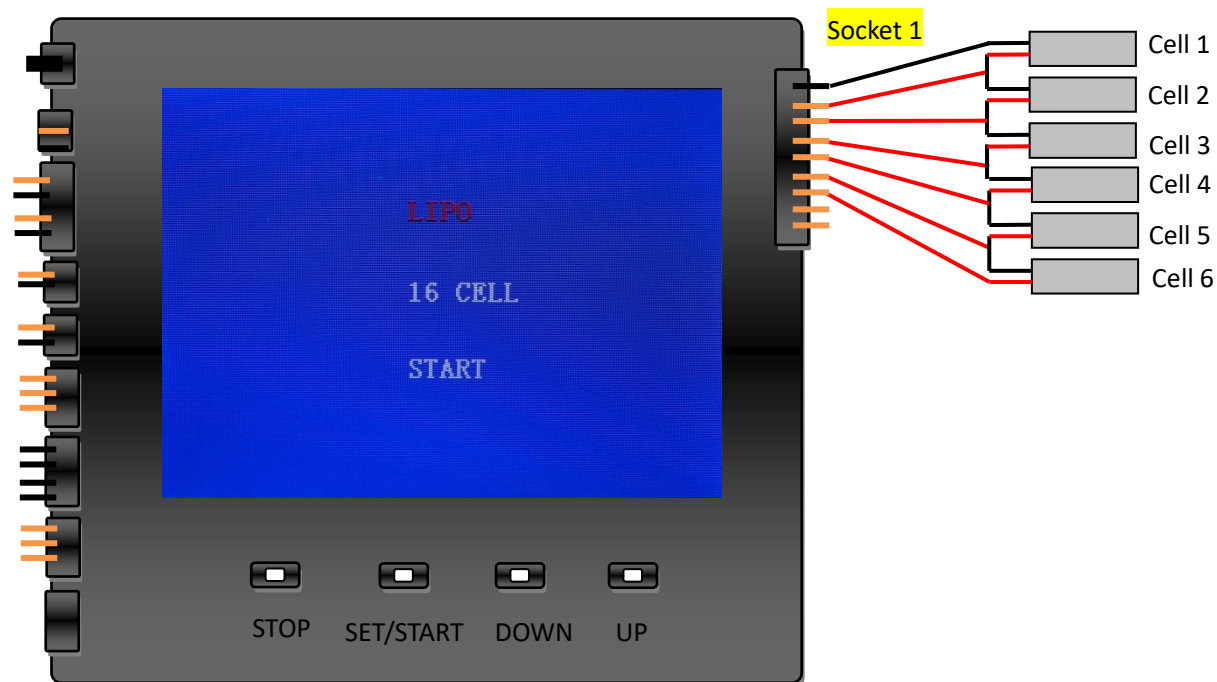 Socket 1
Cell 1
Cell 2
Cell 3
Cell 4
Cell 5
Cell 6
LIPO
16 CELL
START
STOP
SET/START
DOWN
UP